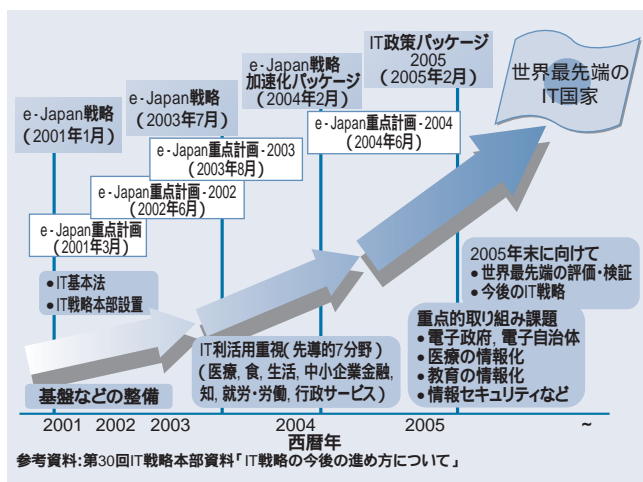 e-Japan戦略
(2001年1月)
e-Japan戦略
(2003年7月)
e-Japan戦略
加速化パッケージ
(2004年2月)
IT政策パッケージ
2005
(2005年2月)
世界最先端の
IT国家
e-Japan重点計画
(2001年3月)
e-Japan重点計画-2002
(2002年6月)
e-Japan重点計画-2003
(2003年8月)
e-Japan重点計画-2004
(2004年6月)
●IT基本法
●IT戦略本部設置
基盤などの整備
IT利活用重視(先導的7分野)
(医療, 食, 生活, 中小企業金融,
知, 就労・労働, 行政サービス)
2005年末に向けて
●世界最先端の評価・検証
●今後のIT戦略
重点的取り組み課題
●電子政府, 電子自治体
●医療の情報化
●教育の情報化
●情報セキュリティなど
2001 2002 2003 2004 2005 ~
西暦年
参考資料:第30回IT戦略本部資料「IT戦略の今後の進め方について」